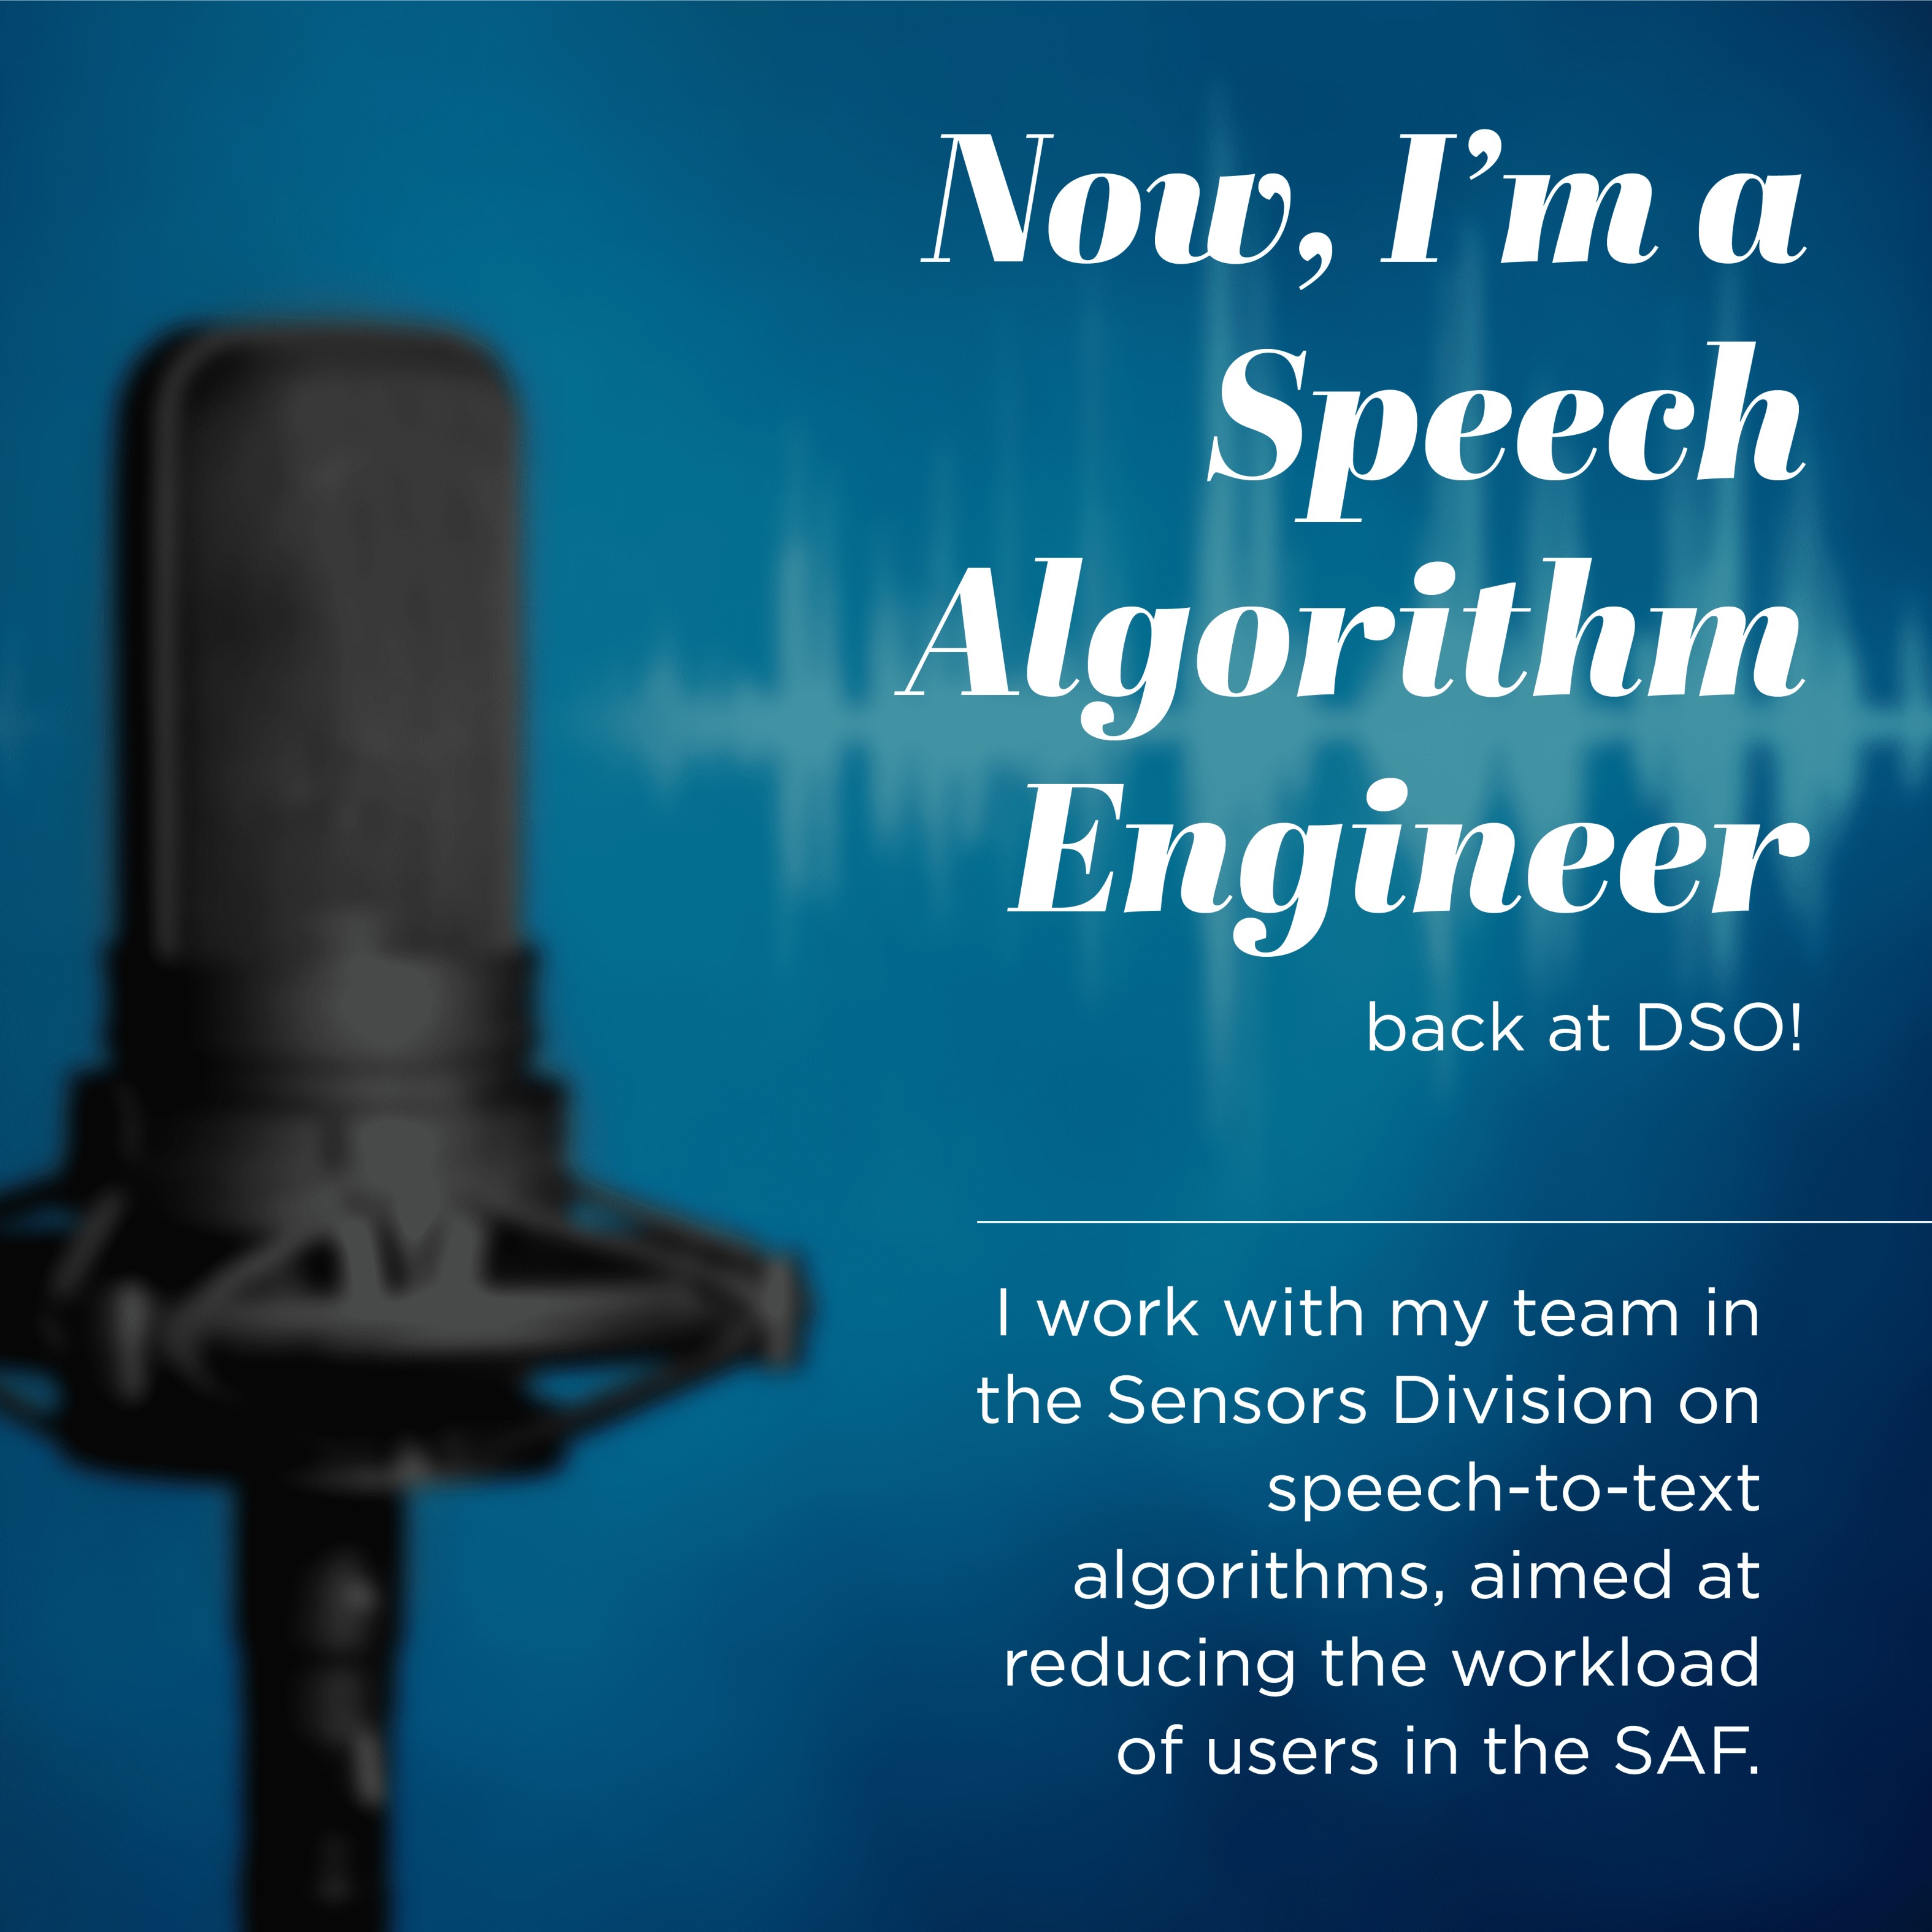 Now, I’m a
Speech
Algorithm
Engineer
back at DSO!
I work with my team in
the Sensors Division on
speech-to-text
algorithms, aimed at
reducing the workload
of users in the SAF.